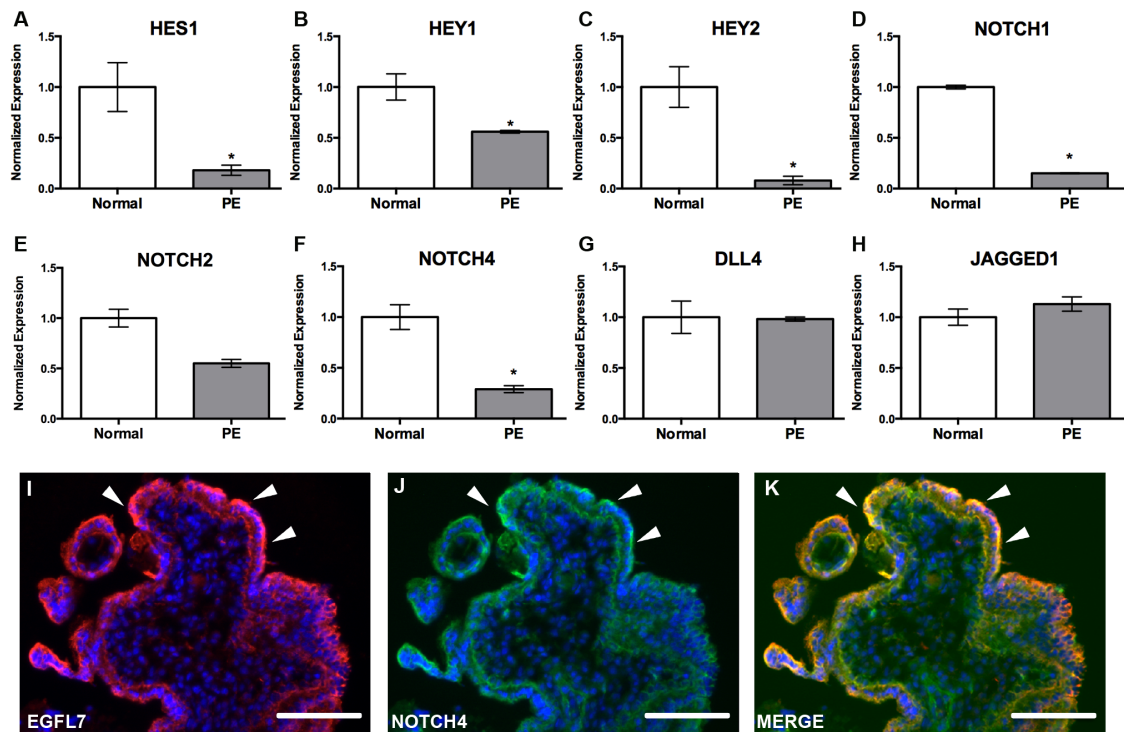 A
HES1
Normalized Expression
1.5
1.0
0.5
0.0
*
Normal PE
B
HEY1
Normalized Expression
1.5
1.0
0.5
0.0
*
Normal PE
C
HEY2
Normalized Expression
1.5
1.0
0.5
0.0
*
Normal PE
D
NOTCH1
Normalized Expression
1.5
1.0
0.5
0.0
*
Normal PE
E
NOTCH2
Normalized Expression
1.5
1.0
0.5
0.0
Normal PE
F
NOTCH4
Normalized Expression
1.5
1.0
0.5
0.0
*
Normal PE
G
DLL4
Normalized Expression
1.5
1.0
0.5
0.0
Normal PE
H
JAGGED1
Normalized Expression
1.5
1.0
0.5
0.0
Normal PE
I
EGFL7
J
NOTCH4
K
MERGE